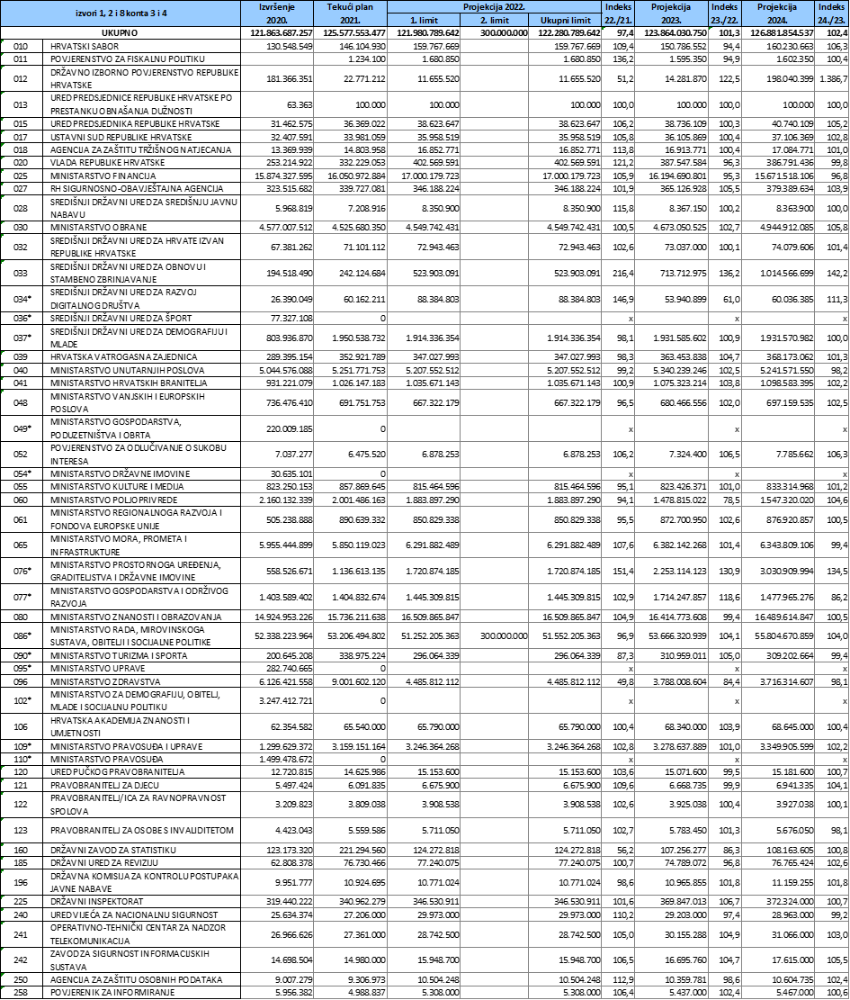 izvori 1, 2 i 8 konta 3 i 4 | Izvršenje 2020. | Tekući plan 2021. | Projekcija 2022. | Indeks 22./21. | Projekcija 2023. | Indeks 23./22. | Projekcija 2024. | Indeks 24./23.
1. limit | 2. limit | Ukupni limit
UKUPNO 121.863.687.257 125.577.553.477 121.980.789.642 300.000.000 122.280.789.642 97,4 123.864.030.750 101,3 126.881.854.537 102,4
010 HRVATSKI SABOR 130.548.549 146.104.930 159.767.669 159.767.669 109,4 150.786.552 94,4 160.230.663 106,3
011 POVJERENSTVO ZA FISKALNU POLITIKU 1.234.100 1.680.850 1.680.850 136,2 1.595.350 94,9 1.602.350 100,4
012 DRŽAVNO IZBORNO POVJERENSTVO REPUBLIKE
HRVATSKE 181.366.351 22.771.212 11.655.520 11.655.520 51,2 14.281.870 122,5 198.040.399 1.386,7
013 URED PREDSJEDNICE REPUBLIKE HRVATSKE PO
PRESTANKU OBNAŠANJA DUŽNOSTI 63.363 100.000 100.000 100.000 100,0 100.000 100,0 100.000 100,0
015 URED PREDSJEDNIKA REPUBLIKE HRVATSKE 31.462.575 36.369.022 38.623.647 38.623.647 106,2 38.736.109 100,3 40.740.109 105,2
017 USTAVNI SUD REPUBLIKE HRVATSKE 32.407.591 33.981.059 35.958.519 35.958.519 105,8 36.105.869 100,4 37.106.369 102,8
018 AGENCIJA ZA ZAŠTITU TRŽIŠNOG NATJECANJA 13.369.939 14.803.958 16.852.771 16.852.771 113,8 16.913.771 100,4 17.084.771 101,0
020 VLADA REPUBLIKE HRVATSKE 253.214.922 332.229.053 402.569.591 402.569.591 121,2 387.547.584 96,3 386.791.436 99,8
025 MINISTARSTVO FINANCIJA 15.874.327.595 16.050.972.884 17.000.179.723 17.000.179.723 105,9 16.194.690.801 95,3 15.671.518.106 96,8
027 RH SIGURNOSNO-OBAVJEŠTAJNA AGENCIJA 323.515.682 339.727.081 346.188.224 346.188.224 101,9 365.126.928 105,5 379.389.634 103,9
028 SREDIŠNJI DRŽAVNI URED ZA SREDIŠNJU JAVNU
NABAVU 5.968.819 7.208.916 8.350.900 8.350.900 115,8 8.367.150 100,2 8.363.900 100,0
030 MINISTARSTVO OBRANE 4.577.007.512 4.525.680.350 4.549.742.431 4.549.742.431 100,5 4.673.050.525 102,7 4.944.912.085 105,8
032 SREDIŠNJI DRŽAVNI URED ZA HRVATE IZVAN
REPUBLIKE HRVATSKE 67.381.262 71.101.112 72.943.463 72.943.463 102,6 73.037.000 100,1 74.079.606 101,4
033 SREDIŠNJI DRŽAVNI URED ZA OBNOVU I
STAMBENO ZBRINJAVANJE 194.518.490 242.124.684 523.903.091 523.903.091 216,4 713.712.975 136,2 1.014.566.699 142,2
034* SREDIŠNJI DRŽAVNI URED ZA RAZVOJ
DIGITALNOG DRUŠTVA 26.390.049 60.162.211 88.384.803 88.384.803 146,9 53.940.899 61,0 60.036.385 111,3
036* SREDIŠNJI DRŽAVNI URED ZA ŠPORT 77.327.108 0 x x x
037* SREDIŠNJI DRŽAVNI URED ZA DEMOGRAFIJU I
MLADE 803.936.870 1.950.538.732 1.914.336.354 1.914.336.354 98,1 1.931.585.602 100,9 1.931.570.982 100,0
039 HRVATSKA VATROGASNA ZAJEDNICA 289.395.154 352.921.789 347.027.993 347.027.993 98,3 363.453.838 104,7 368.173.062 101,3
040 MINISTARSTVO UNUTARNJIH POSLOVA 5.044.576.088 5.251.771.753 5.207.552.512 5.207.552.512 99,2 5.340.239.246 102,5 5.241.571.550 98,2
041 MINISTARSTVO HRVATSKIH BRANITELJA 931.221.079 1.026.147.183 1.035.671.143 1.035.671.143 100,9 1.075.323.214 103,8 1.098.583.395 102,2
048 MINISTARSTVO VANJSKIH I EUROPSKIH
POSLOVA 736.476.410 691.751.753 667.322.179 667.322.179 96,5 680.466.556 102,0 697.159.535 102,5
049* MINISTARSTVO GOSPODARSTVA,
PODUZETNIŠTVA I OBRTA 220.009.185 0 x x x
052 POVJERENSTVO ZA ODLUČIVANJE O SUKOBU
INTERESA 7.037.277 6.475.520 6.878.253 6.878.253 106,2 7.324.400 106,5 7.785.662 106,3
054* MINISTARSTVO DRŽAVNE IMOVINE 30.635.101 0 x x x
055 MINISTARSTVO KULTURE I MEDIJA 823.250.153 857.869.645 815.464.596 815.464.596 95,1 823.426.371 101,0 833.314.968 101,2
060 MINISTARSTVO POLJOPRIVREDE 2.160.132.339 2.001.486.163 1.883.897.290 1.883.897.290 94,1 1.478.815.022 78,5 1.547.320.020 104,6
061 MINISTARSTVO REGIONALNOGA RAZVOJA I
FONDOVA EUROPSKE UNIJE 505.238.888 890.639.332 850.829.338 850.829.338 95,5 872.700.950 102,6 876.920.857 100,5
065 MINISTARSTVO MORA, PROMETA I
INFRASTRUKTURE 5.955.444.899 5.850.119.023 6.291.882.489 6.291.882.489 107,6 6.382.142.268 101,4 6.343.809.106 99,4
076* MINISTARSTVO PROSTORNOGA UREĐENJA,
GRADITELJSTVA I DRŽAVNE IMOVINE 558.526.671 1.136.613.135 1.720.874.185 1.720.874.185 151,4 2.253.114.123 130,9 3.030.909.994 134,5
077* MINISTARSTVO GOSPODARSTVA I ODRŽIVOG
RAZVOJA 1.403.589.402 1.404.832.674 1.445.309.815 1.445.309.815 102,9 1.714.247.857 118,6 1.477.965.276 86,2
080 MINISTARSTVO ZNANOSTI I OBRAZOVANJA 14.924.953.226 15.736.211.638 16.509.865.847 16.509.865.847 104,9 16.414.773.608 99,4 16.489.614.847 100,5
086* MINISTARSTVO RADA, MIROVINSKOGA
SUSTAVA, OBITELJI I SOCIJALNE POLITIKE 52.338.223.964 53.206.494.802 51.252.205.363 300.000.000 51.552.205.363 96,9 53.666.320.939 104,1 55.804.670.859 104,0
090* MINISTARSTVO TURIZMA I SPORTA 200.645.208 338.975.224 296.064.339 296.064.339 87,3 310.959.011 105,0 309.202.664 99,4
095* MINISTARSTVO UPRAVE 282.740.665 0 x x x
096 MINISTARSTVO ZDRAVSTVA 6.126.421.558 9.001.602.120 4.485.812.112 4.485.812.112 49,8 3.788.008.604 84,4 3.716.314.607 98,1
102* MINISTARSTVO ZA DEMOGRAFIJU, OBITELJ,
MLADE I SOCIJALNU POLITIKU 3.247.412.721 0 x x x
106 HRVATSKA AKADEMIJA ZNANOSTI I
UMJETNOSTI 62.354.582 65.540.000 65.790.000 65.790.000 100,4 68.340.000 103,9 68.645.000 100,4
109* MINISTARSTVO PRAVOSUĐA I UPRAVE 1.299.629.372 3.159.151.164 3.246.364.268 3.246.364.268 102,8 3.278.637.889 101,0 3.349.905.599 102,2
110* MINISTARSTVO PRAVOSUĐA 1.499.478.672 0 x x x
120 URED PUČKOG PRAVOBRANITELJA 12.720.815 14.625.986 15.153.600 15.153.600 103,6 15.071.600 99,5 15.181.600 100,7
121 PRAVOBRANITELJ ZA DJECU 5.497.424 6.091.835 6.675.900 6.675.900 109,6 6.668.735 99,9 6.941.335 104,1
122 PRAVOBRANITELJ/ICA ZA RAVNOPRAVNOST
SPOLOVA 3.209.823 3.809.038 3.908.538 3.908.538 102,6 3.925.038 100,4 3.927.038 100,1
123 PRAVOBRANITELJ ZA OSOBE S INVALIDITETOM 4.423.043 5.559.586 5.711.050 5.711.050 102,7 5.783.450 101,3 5.676.050 98,1
160 DRŽAVNI ZAVOD ZA STATISTIKU 123.173.320 221.294.560 124.272.818 124.272.818 56,2 107.256.277 86,3 108.163.605 100,8
185 DRŽAVNI URED ZA REVIZIJU 62.808.378 76.730.466 77.240.075 77.240.075 100,7 74.789.072 96,8 76.765.424 102,6
196 DRŽAVNA KOMISIJA ZA KONTROLU POSTUPAKA
JAVNE NABAVE 9.951.777 10.924.695 10.771.024 10.771.024 98,6 10.965.855 101,8 11.159.255 101,8
225 DRŽAVNI INSPEKTORAT 319.440.222 340.962.279 346.530.911 346.530.911 101,6 369.847.013 106,7 372.324.000 100,7
240 URED VIJEĆA ZA NACIONALNU SIGURNOST 25.634.374 27.206.000 29.973.000 29.973.000 110,2 29.203.000 97,4 28.963.000 99,2
241 OPERATIVNO-TEHNIČKI CENTAR ZA NADZOR
TELEKOMUNIKACIJA 26.966.626 27.361.000 28.742.500 28.742.500 105,0 30.155.288 104,9 31.066.000 103,0
242 ZAVOD ZA SIGURNOST INFORMACIJSKIH
SUSTAVA 14.698.504 14.980.000 15.948.700 15.948.700 106,5 16.695.760 104,7 17.615.000 105,5
250 AGENCIJA ZA ZAŠTITU OSOBNIH PODATAKA 9.007.279 9.306.973 10.504.248 10.504.248 112,9 10.359.781 98,6 10.604.735 102,4
258 POVJERENIK ZA INFORMIRANJE 5.956.382 4.988.837 5.308.000 5.308.000 106,4 5.437.000 102,4 5.467.000 100,6